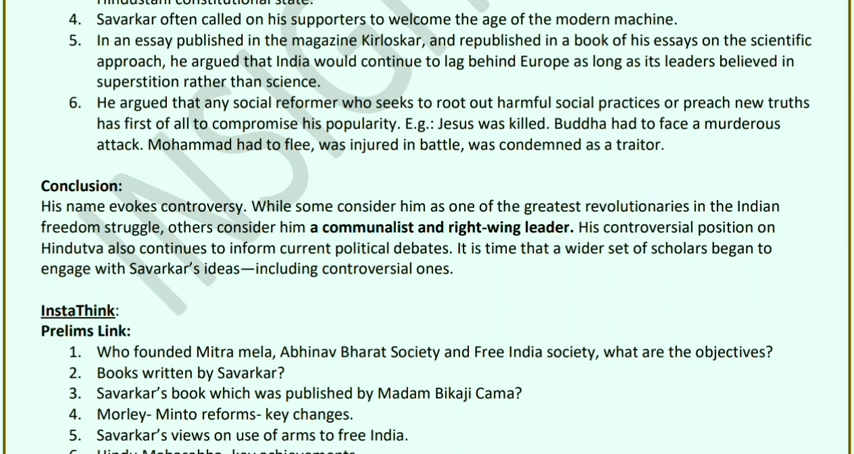 Hindustani constitutional state.
4. Savarkar often called on his supporters to welcome the age of the modern machine.
5. In an essay published in the magazine Kirloskar, and republished in a book of his essays on the scientific
approach, he argued that India would continue to lag behind Europe as long as its leaders believed in
superstition rather than science.
6. He argued that any social reformer who seeks to root out harmful social practices or preach new truths
has first of all to compromise his popularity. E.g.: Jesus was killed. Buddha had to face a murderous
attack. Mohammad had to flee, was injured in battle, was condemned as a traitor.
Conclusion:
His name evokes controversy. While some consider him as one of the greatest revolutionaries in the Indian
freedom struggle, others consider him a communalist and right-wing leader. His controversial position on
Hindutva also continues to inform current political debates. It is time that a wider set of scholars began to
engage with Savarkar’s ideas—including controversial ones.
InstaThink:
Prelims Link:
1. Who founded Mitra mela, Abhinav Bharat Society and Free India society, what are the objectives?
2. Books written by Savarkar?
3. Savarkar’s book which was published by Madam Bikaji Cama?
4. Morley- Minto reforms- key changes.
5. Savarkar’s views on use of arms to free India.
6. Hindu Mahasabha- key achievements.